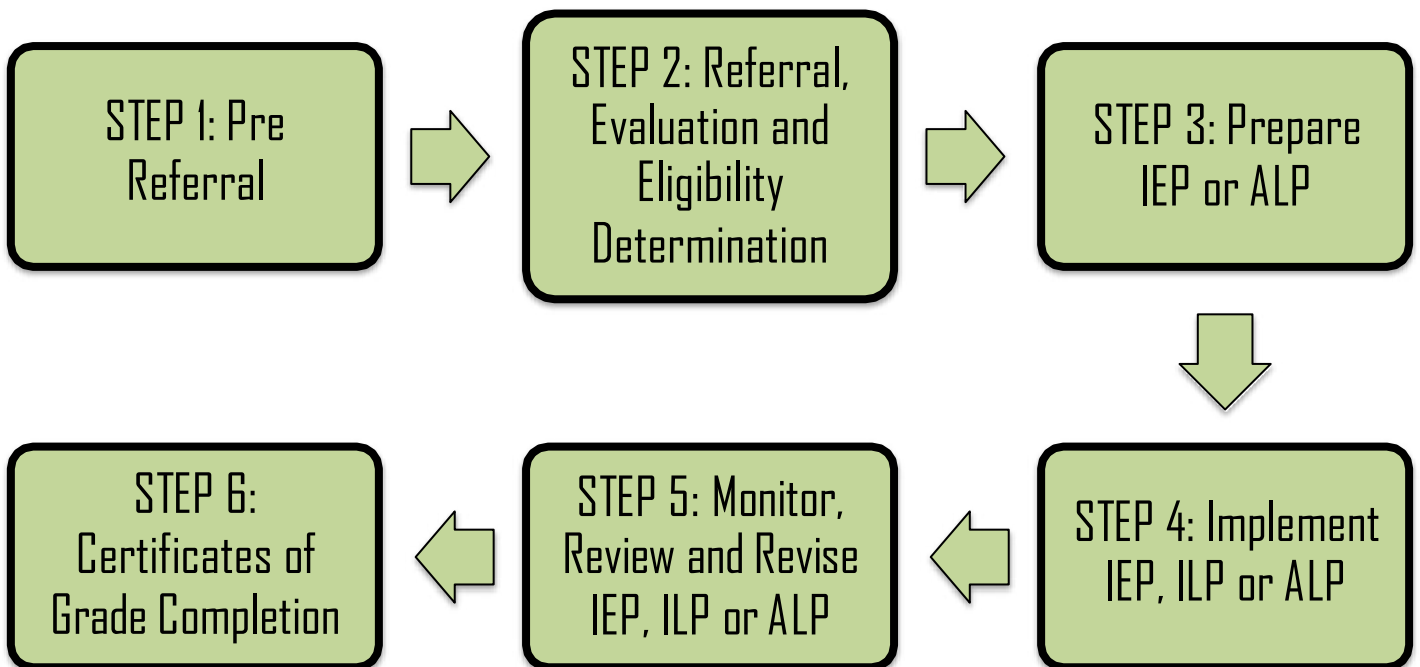 STEP 1: Pre
Referral
STEP 2: Referral,
Evaluation and
Eligibility
Determination
STEP 3: Prepare
IEP or ALP
STEP 4: Implement
IEP, ILP or ALP
STEP 5: Monitor,
Review and Revise
IEP, ILP or ALP
STEP 6:
Certificates of
Grade Completion